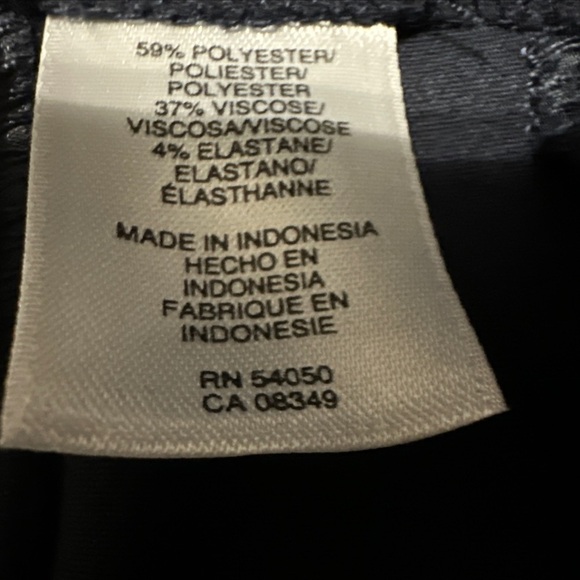 59% POLYESTER/
POLIESTER/
POLYESTER
37% VISCOSE/
VISCOSA/VISCOSE
4% ELASTANE/
ELASTANO/
ÉLASTHANNE
MADE IN INDONESIA
HECHO EN
INDONESIA
FABRIQUE EN
INDONESIE
RN 54050
CA 08349